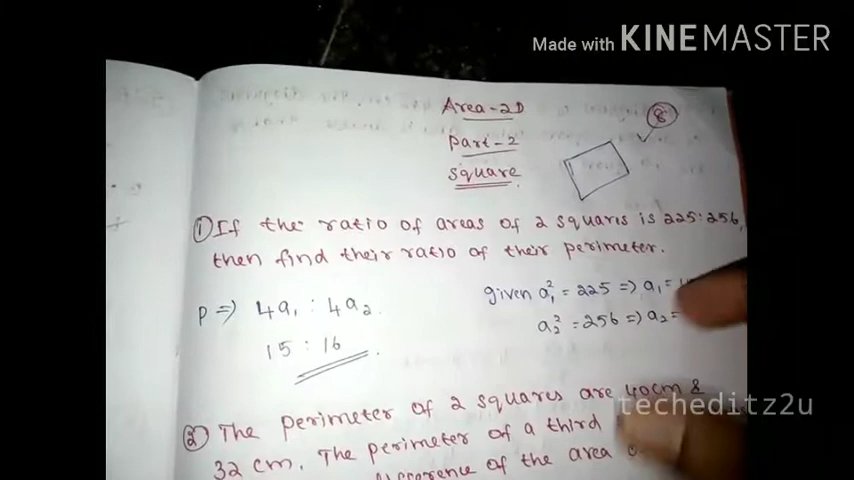 Made with KINEMASTER
Area-2D
8
Part-2
square
① If the ratio of areas of 2 squares is 225:256,
then find their ratio of their perimeter.
given a₁² = 225 ⇒ a₁ =
P ⇒ 4a₁ : 4a₂
a₂² = 256 ⇒ a₂ =
15 : 16
② The perimeter of 2 squares are 40cm &
techeditz2u
32 cm. The perimeter of a third
difference of the area